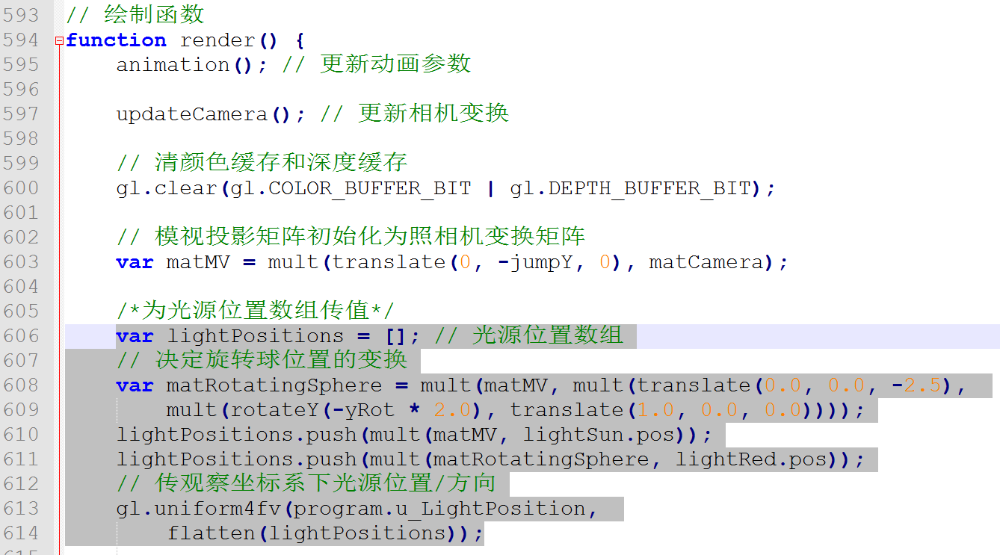 593 // 绘制函数
594 function render() {
595 animation(); // 更新动画参数
596
597 updateCamera(); // 更新相机变换
598
599 // 清颜色缓存和深度缓存
600 gl.clear(gl.COLOR_BUFFER_BIT | gl.DEPTH_BUFFER_BIT);
601
602 // 模视投影矩阵初始化为照相机变换矩阵
603 var matMV = mult(translate(0, -jumpY, 0), matCamera);
604
605 /*为光源位置数组传值*/
606 var lightPositions = []; // 光源位置数组
607 // 决定旋转球位置的变换
608 var matRotatingSphere = mult(matMV, mult(translate(0.0, 0.0, -2.5),
609 mult(rotateY(-yRot * 2.0), translate(1.0, 0.0, 0.0))));
610 lightPositions.push(mult(matMV, lightSun.pos));
611 lightPositions.push(mult(matRotatingSphere, lightRed.pos));
612 // 传观察坐标系下光源位置/方向
613 gl.uniform4fv(program.u_LightPosition,
614 flatten(lightPositions));
615